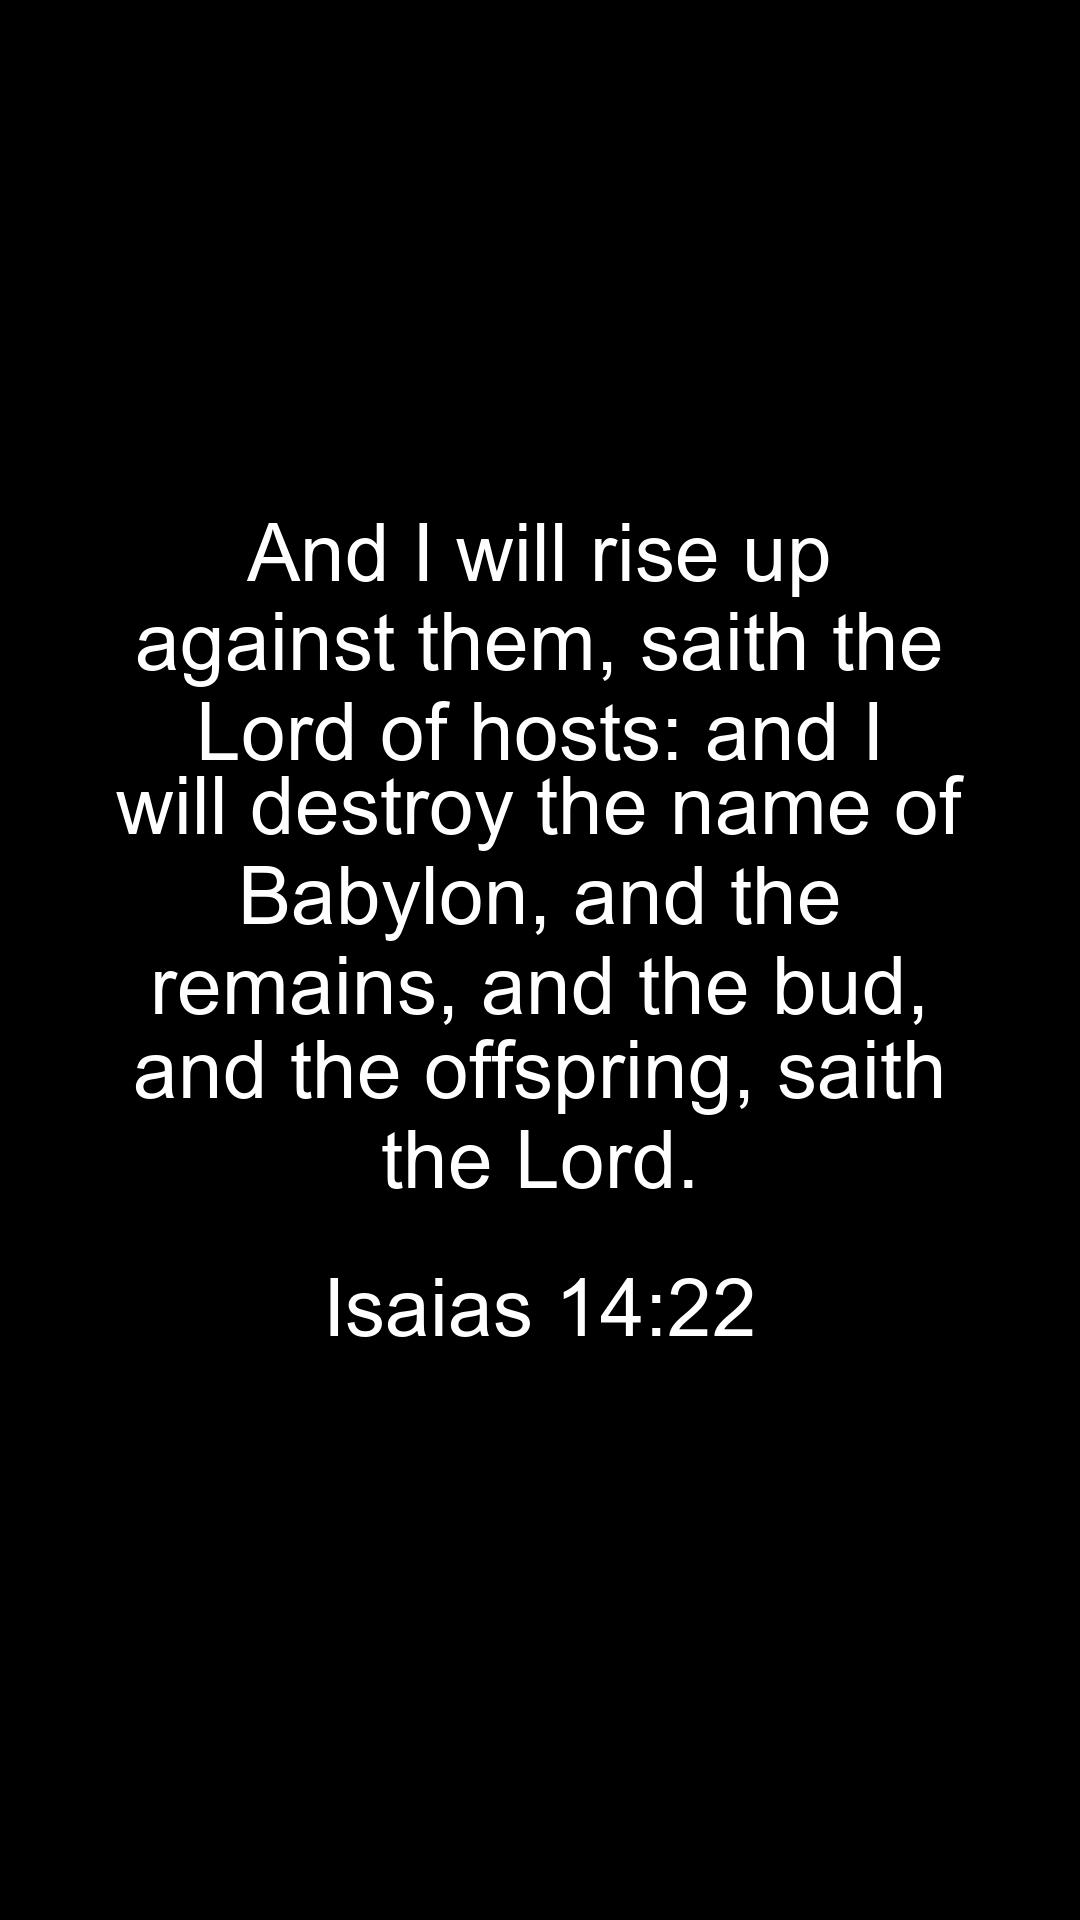 And I will rise up
against them, saith the
Lord of hosts: and I
will destroy the name of
Babylon, and the
remains, and the bud,
and the offspring, saith
the Lord.
Isaias 14:22